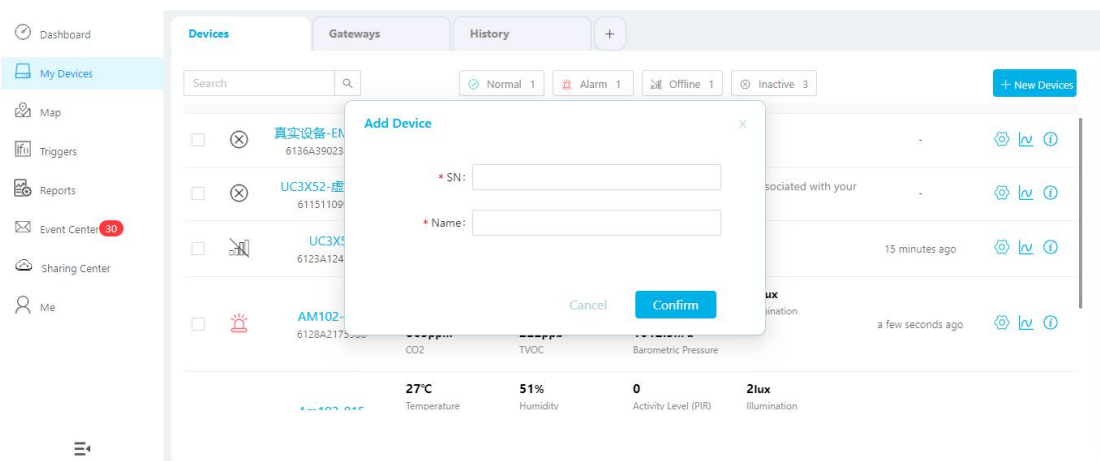 Dashboard
My Devices
Map
Triggers
Reports
Event Center 30
Sharing Center
Me
Devices
Gateways
History
+
Search
Normal 1
Alarm 1
Offline 1
Inactive 3
+ New Devices
Add Device
x
* SN:
* Name:
Cancel
Confirm
真实设备-EM
6136A39023
-
UC3X52-虚
6115110
sociated with your
-
UC3X5
6123A124
15 minutes ago
AM102-
6128A2175
lux
ination
a few seconds ago
CO2
TVOC
Barometric Pressure
27℃
51%
0
2lux
Temperature
Humidity
Activity Level (PIR)
Illumination